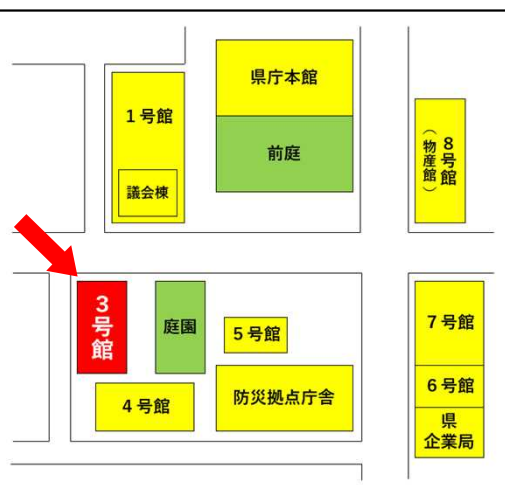 県庁本館
1号館
前庭
議会棟
8号館
（物産館）
3号館
庭園
5号館
7号館
4号館
防災拠点庁舎
6号館
県
企業局